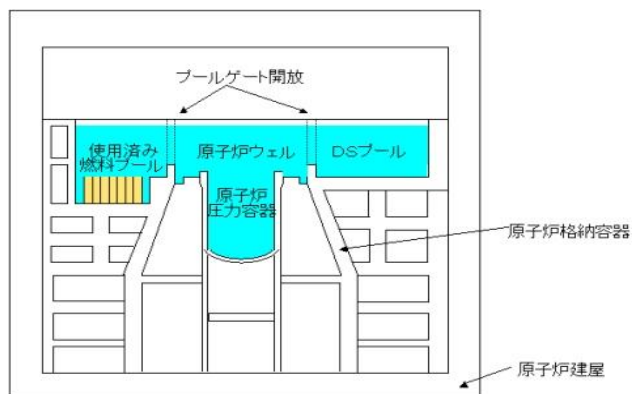 プールゲート開放
使用済み
燃料プール
原子炉ウェル
DSプール
原子炉
圧力容器
原子炉格納容器
原子炉建屋